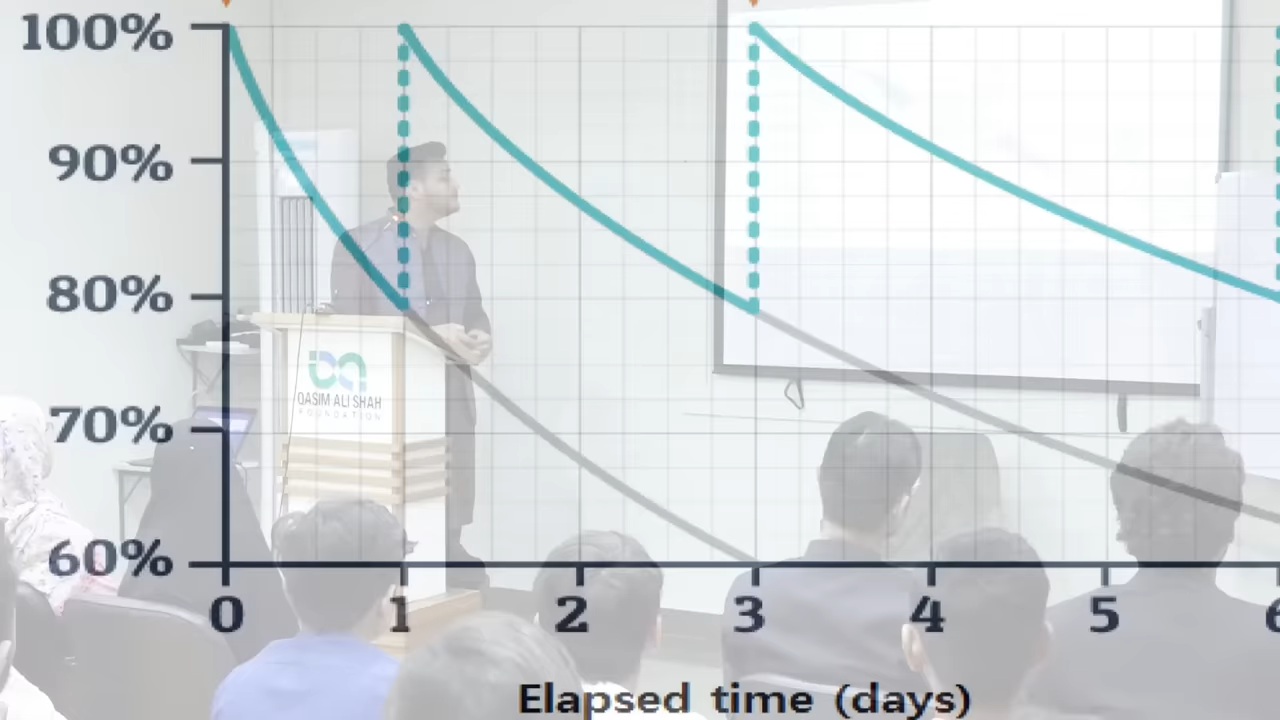 100%
90%
80%
70%
60%
0 1 2 3 4 5 6
Elapsed time (days)
QASIM ALI SHAH
FOUNDATION